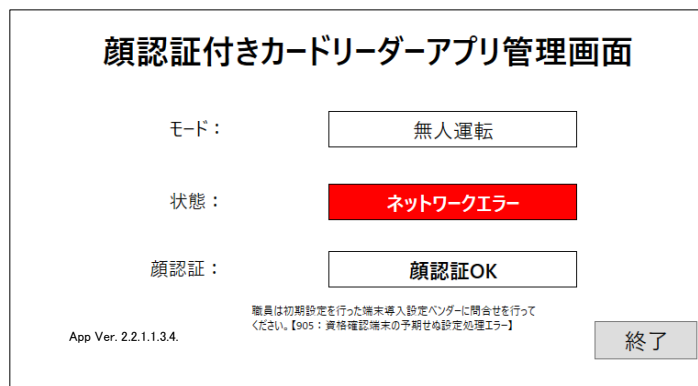 顔認証付きカードリーダーアプリ管理画面
モード： 無人運転
状態： ネットワークエラー
顔認証： 顔認証OK
職員は初期設定を行った端末導入設定ベンダーに問合せを行って
ください。【905：資格確認端末の予期せぬ設定処理エラー】
App Ver. 2.2.1.1.3.4.
終了